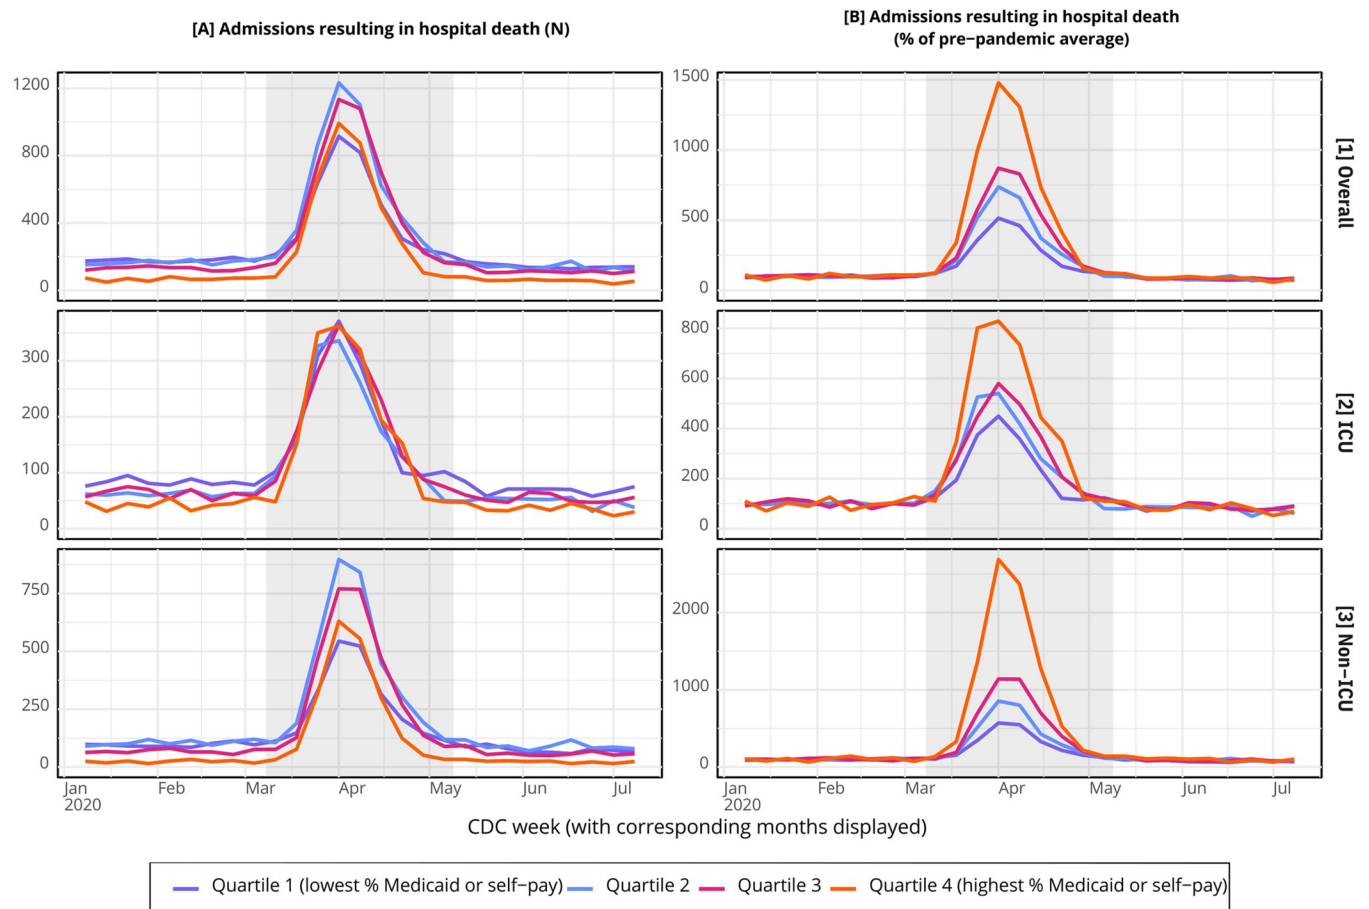 [A] Admissions resulting in hospital death (N)
[B] Admissions resulting in hospital death
(% of pre−pandemic average)
1200
800
400
0
1500
1000
500
0
[1] Overall
300
200
100
0
800
600
400
200
0
[2] ICU
750
500
250
0
2000
1000
0
[3] Non−ICU
Jan
2020
Feb
Mar
Apr
May
Jun
Jul
Jan
2020
Feb
Mar
Apr
May
Jun
Jul
CDC week (with corresponding months displayed)
Quartile 1 (lowest % Medicaid or self−pay)
Quartile 2
Quartile 3
Quartile 4 (highest % Medicaid or self−pay)